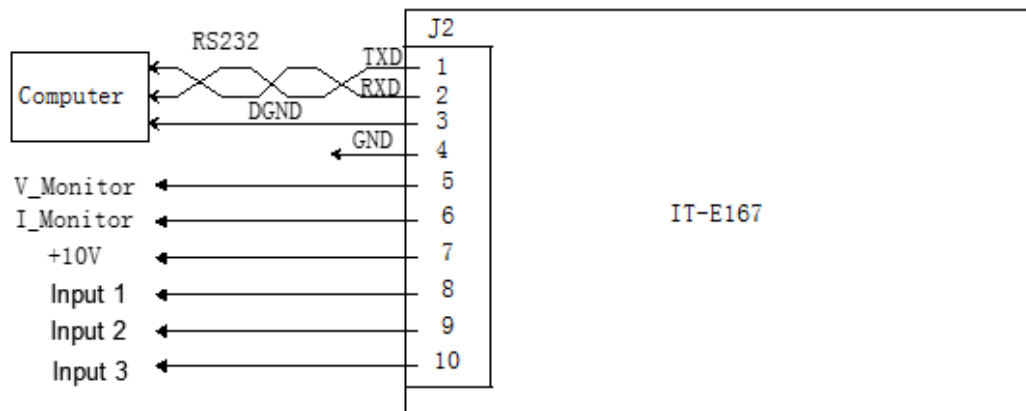 J2
RS232
TXD
1
Computer
RXD
2
DGND
3
GND
4
V_Monitor
5
I_Monitor
6
IT-E167
+10V
7
Input 1
8
Input 2
9
Input 3
10